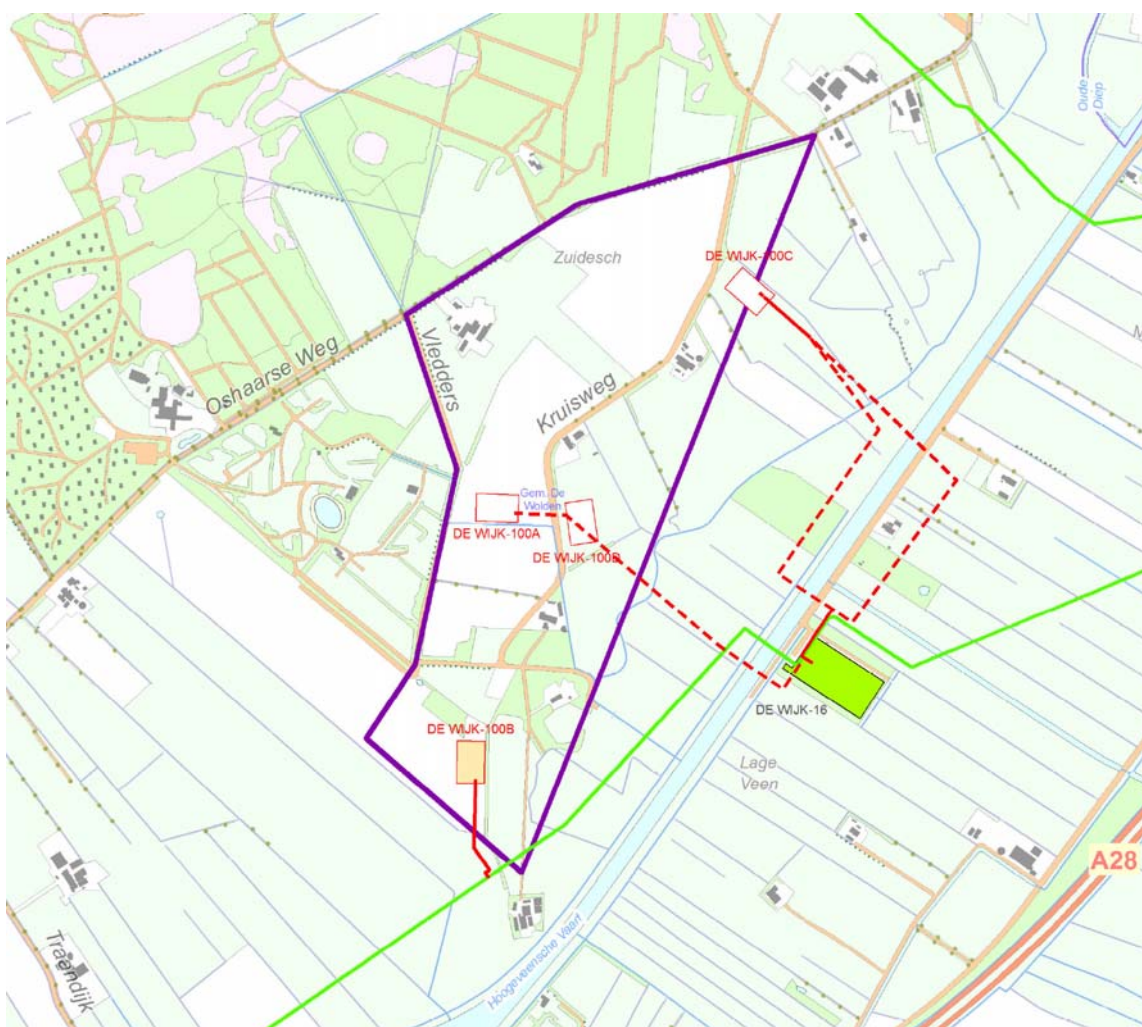 Oude
Diep
Zuidesch
DE WIJK-100C
Oshaarse Weg
Vledders
Kruisweg
Gem. De
Wolden
DE WIJK-100A
DE WIJK-100D
DE WIJK-16
DE WIJK-100B
Lage
Veen
A28
Hoogeveensche Vaart
Traendijk